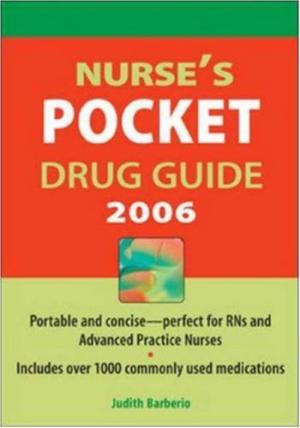 NURSE'S
POCKET
DRUG GUIDE
2006
Portable and concise—perfect for RNs and
Advanced Practice Nurses
•
Includes over 1000 commonly used medications
Judith Barberio